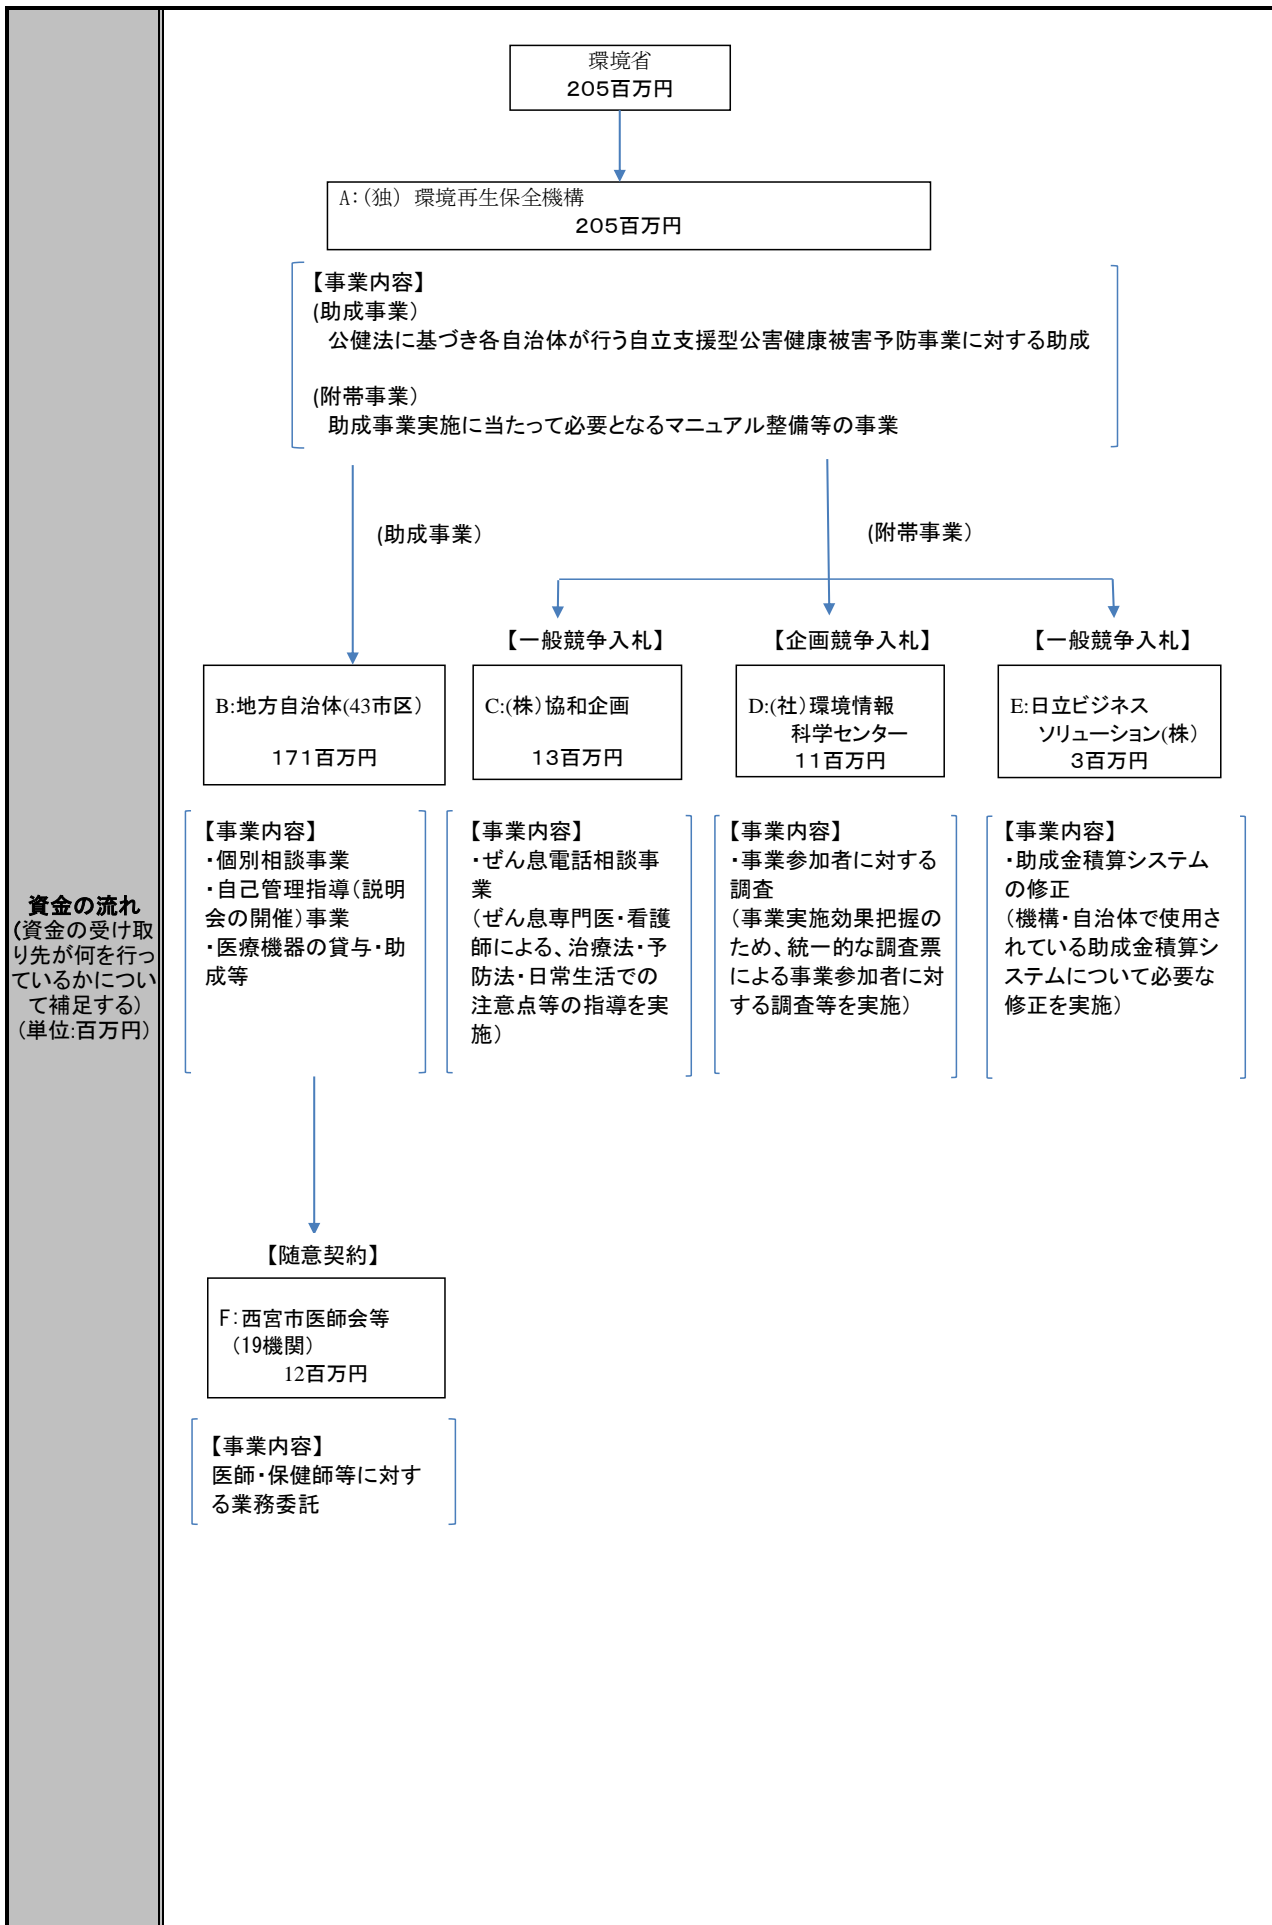 環境省
205百万円
A:(独) 環境再生保全機構
205百万円
【事業内容】
(助成事業)
公健法に基づき各自治体が行う自立支援型公害健康被害予防事業に対する助成
(附帯事業)
助成事業実施に当たって必要となるマニュアル整備等の事業
(助成事業)
(附帯事業)
【一般競争入札】
【企画競争入札】
【一般競争入札】
B:地方自治体(43市区)
171百万円
C:(株)協和企画
13百万円
D:(社)環境情報
科学センター
11百万円
E:日立ビジネス
ソリューション(株)
3百万円
【事業内容】
・個別相談事業
・自己管理指導(説明
会の開催)事業
・医療機器の貸与・助
成等
【事業内容】
・ぜん息電話相談事
業
(ぜん息専門医・看護
師による、治療法・予
防法・日常生活での
注意点等の指導を実
施)
【事業内容】
・事業参加者に対する
調査
(事業実施効果把握の
ため、統一的な調査票
による事業参加者に対
する調査等を実施)
【事業内容】
・助成金積算システム
の修正
(機構・自治体で使用さ
れている助成金積算シ
ステムについて必要な
修正を実施)
資金の流れ
(資金の受け取
り先が何を行っ
ているかについ
て補足する)
(単位:百万円)
【随意契約】
F:西宮市医師会等
(19機関)
12百万円
【事業内容】
医師・保健師等に対す
る業務委託